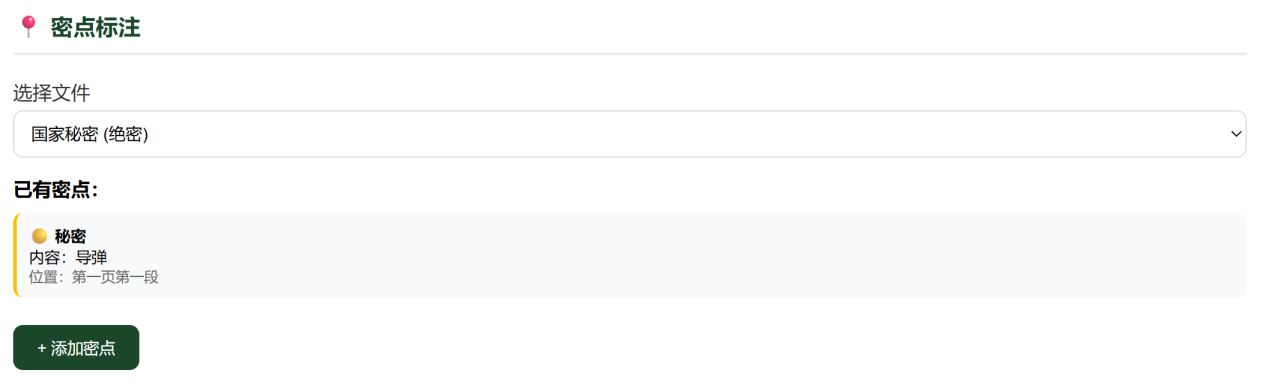 密点标注
选择文件
国家秘密 (绝密)
已有密点：
秘密
内容：导弹
位置：第一页第一段
+ 添加密点